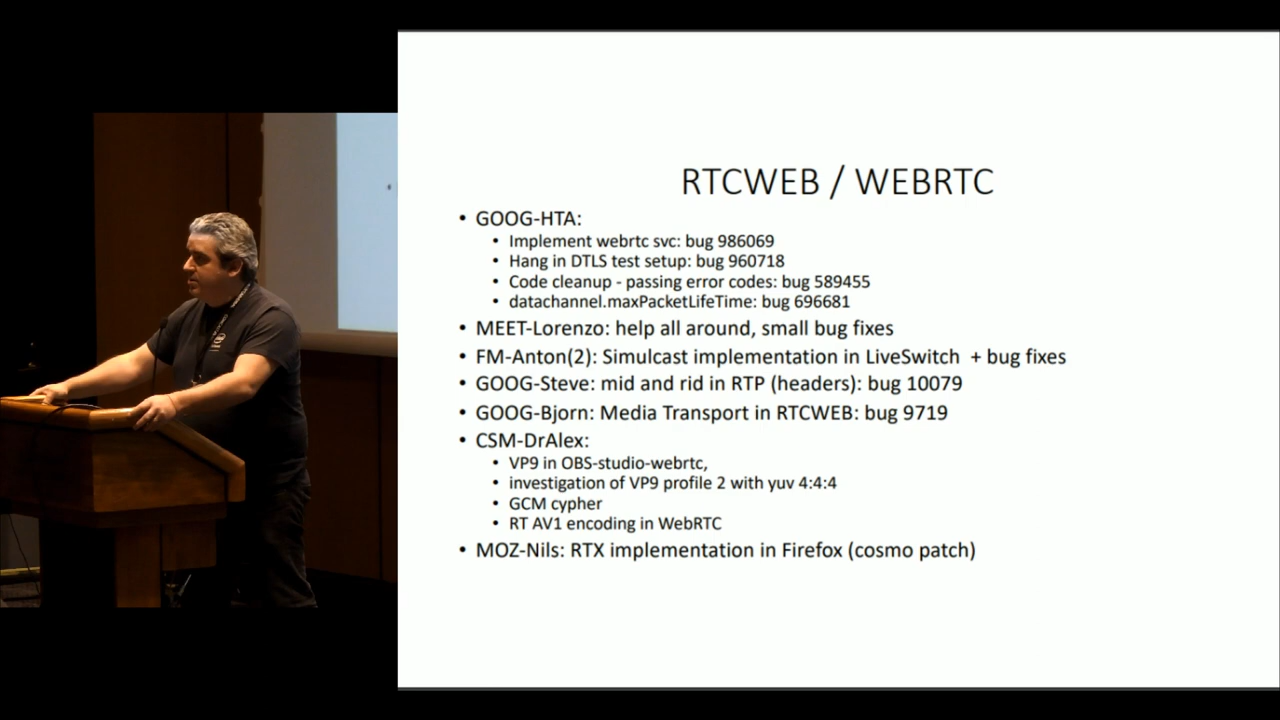 RTCWEB / WEBRTC
• GOOG-HTA:
• Implement webrtc svc: bug 986069
• Hang in DTLS test setup: bug 960718
• Code cleanup - passing error codes: bug 589455
• datachannel.maxPacketLifeTime: bug 696681
• MEET-Lorenzo: help all around, small bug fixes
• FM-Anton(2): Simulcast implementation in LiveSwitch + bug fixes
• GOOG-Steve: mid and rid in RTP (headers): bug 10079
• GOOG-Bjorn: Media Transport in RTCWEB: bug 9719
• CSM-DrAlex:
• VP9 in OBS-studio-webrtc,
• investigation of VP9 profile 2 with yuv 4:4:4
• GCM cypher
• RT AV1 encoding in WebRTC
• MOZ-Nils: RTX implementation in Firefox (cosmo patch)